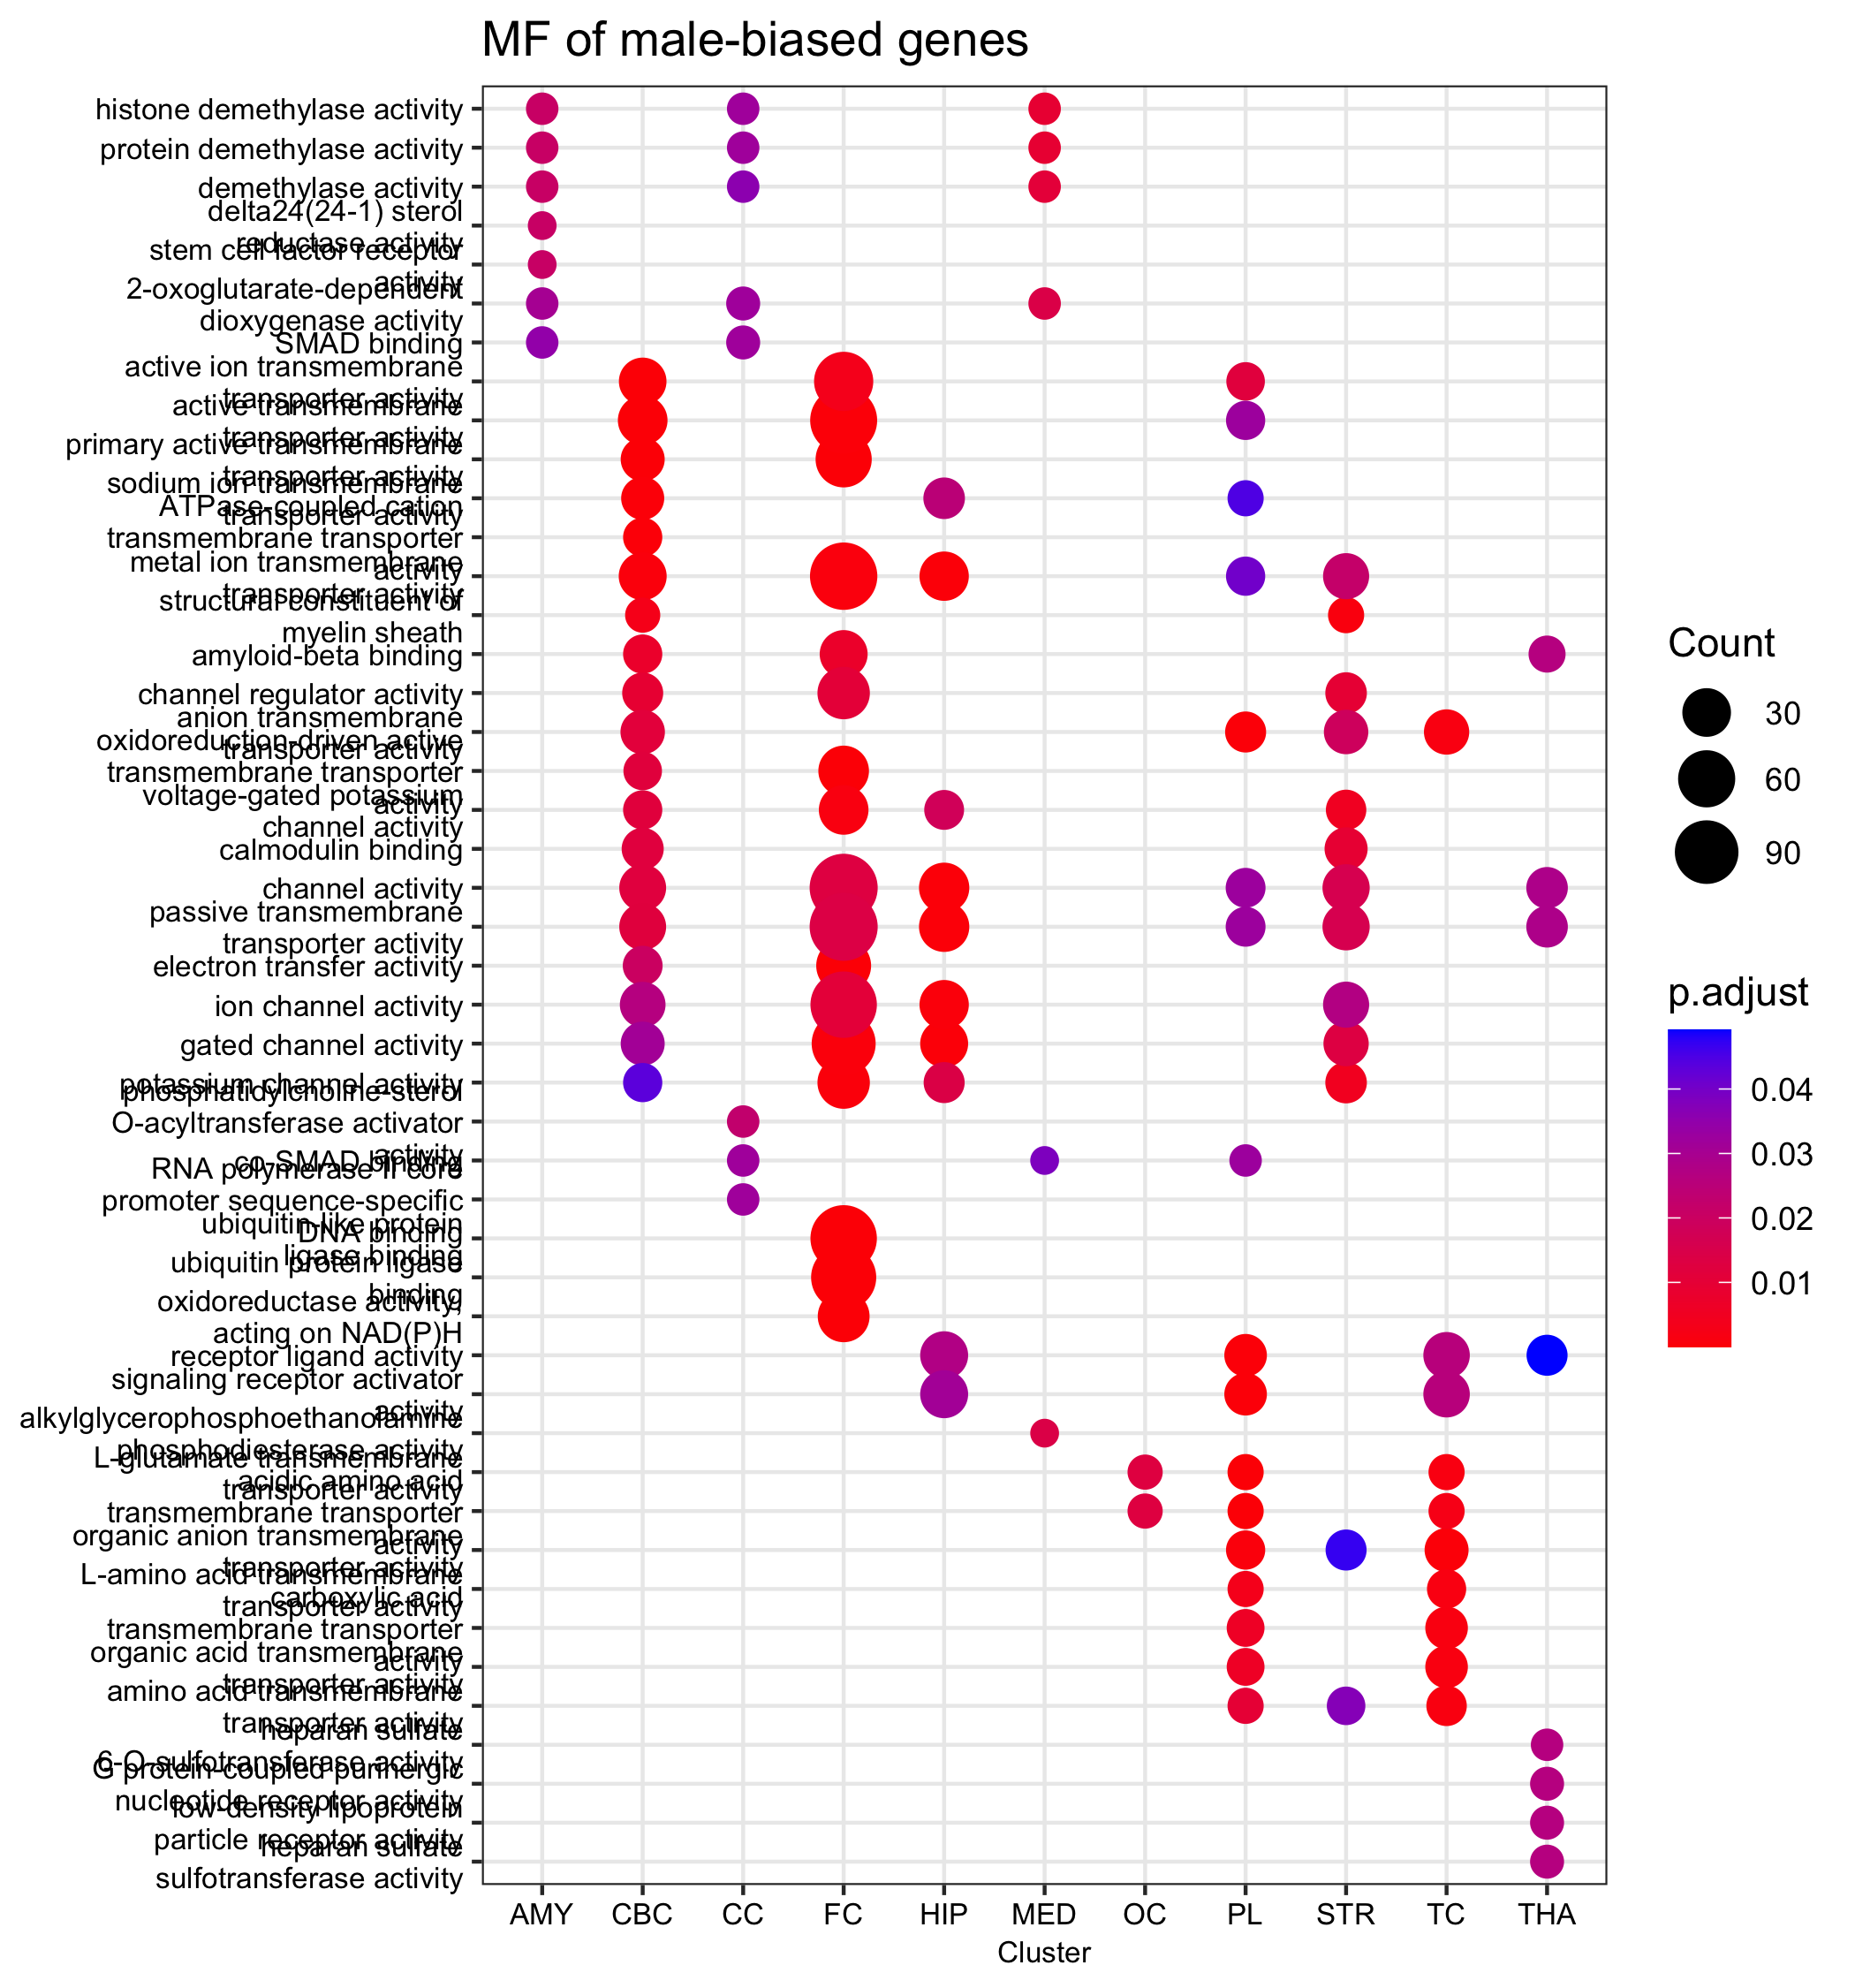 MF of male-biased genes
histone demethylase activity
protein demethylase activity
demethylase activity
delta24(24-1) sterol
reductase activity
stem cell factor receptor
activity
2-oxoglutarate-dependent
dioxygenase activity
SMAD binding
active ion transmembrane
transporter activity
active transmembrane
transporter activity
primary active transmembrane
transporter activity
sodium ion transmembrane
transporter activity
ATPase-coupled cation
transmembrane transporter
activity
metal ion transmembrane
transporter activity
structural constituent of
myelin sheath
amyloid-beta binding
channel regulator activity
anion transmembrane
transporter activity
oxidoreduction-driven active
transmembrane transporter
activity
voltage-gated potassium
channel activity
calmodulin binding
channel activity
passive transmembrane
transporter activity
electron transfer activity
ion channel activity
gated channel activity
potassium channel activity
phosphatidylcholine-sterol
O-acyltransferase activator
activity
co-SMAD binding
RNA polymerase II core
promoter sequence-specific
DNA binding
ubiquitin-like protein
ligase binding
ubiquitin protein ligase
binding
oxidoreductase activity,
acting on NAD(P)H
receptor ligand activity
signaling receptor activator
activity
alkylglycerophosphoethanolamine
phosphodiesterase activity
L-glutamate transmembrane
transporter activity
acidic amino acid
transmembrane transporter
activity
organic anion transmembrane
transporter activity
L-amino acid transmembrane
transporter activity
carboxylic acid
transmembrane transporter
activity
organic acid transmembrane
transporter activity
amino acid transmembrane
transporter activity
heparan sulfate
6-O-sulfotransferase activity
G protein-coupled purinergic
nucleotide receptor activity
low-density lipoprotein
particle receptor activity
heparan sulfate
sulfotransferase activity
AMY CBC CC FC HIP MED OC PL STR TC THA
Cluster
Count
30
60
90
p.adjust
0.04
0.03
0.02
0.01